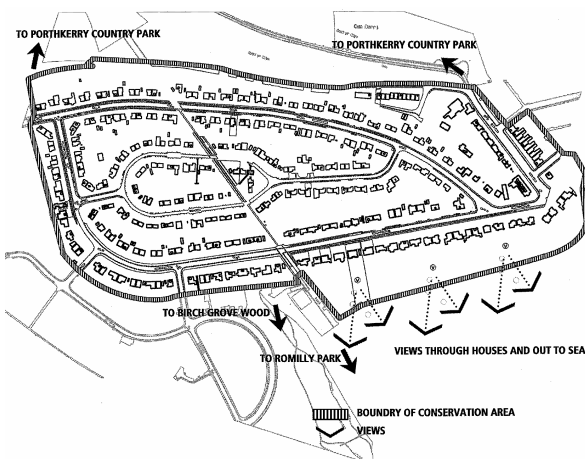 TO PORTHKERRY COUNTRY PARK
TO PORTHKERRY COUNTRY PARK
TO BIRCH GROVE WOOD
TO ROMILLY PARK
VIEWS THROUGH HOUSES AND OUT TO SEA
BOUNDRY OF CONSERVATION AREA
VIEWS